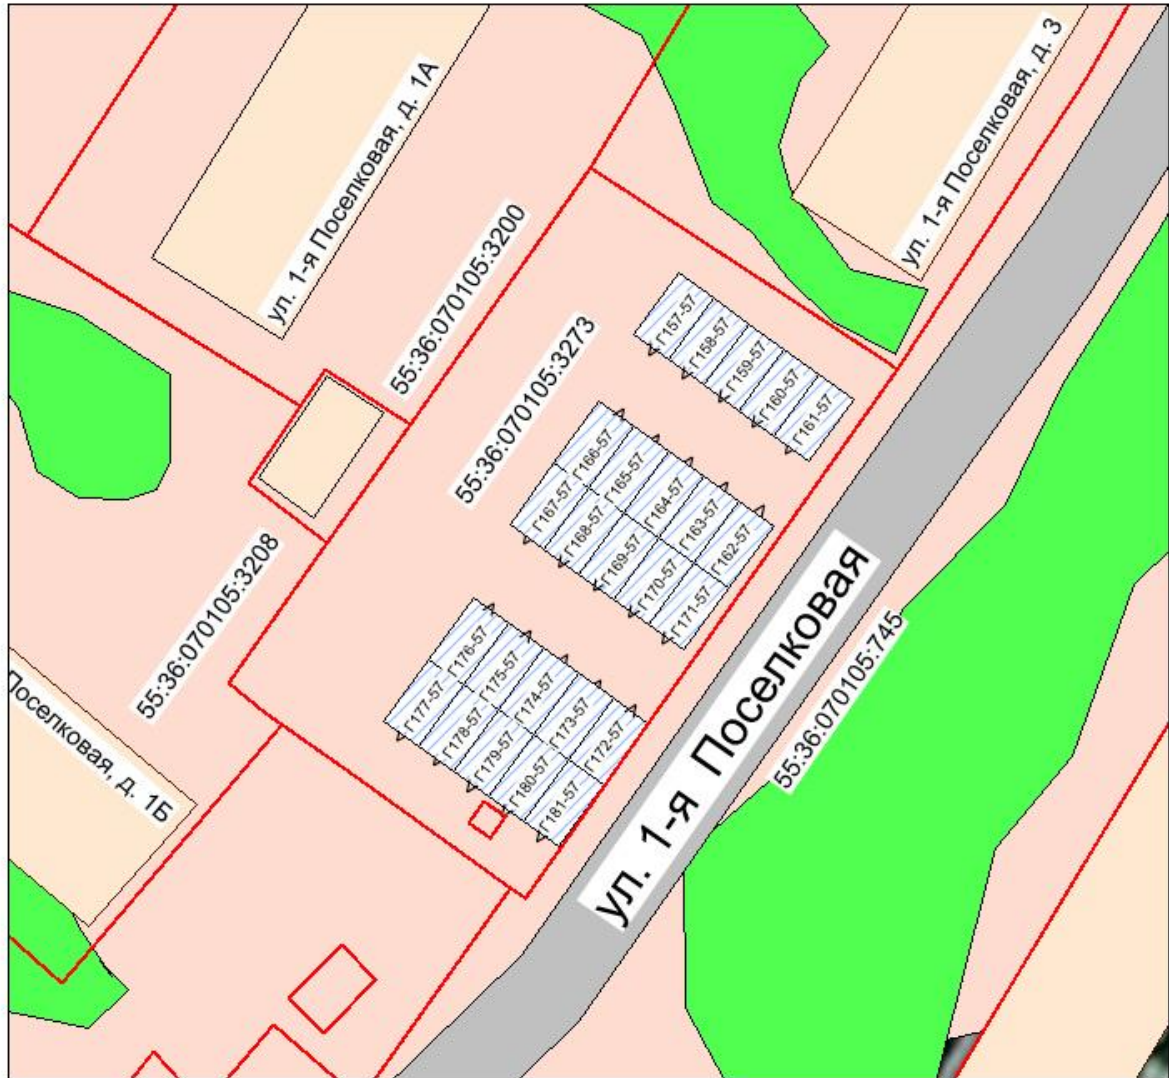 ул. 1-я Поселковая, д. 1А
ул. 1-я Поселковая, д. 3
55:36:070105:3200
55:36:070105:3273
55:36:070105:3208
Г157-57
Г158-57
Г159-57
Г160-57
Г161-57
Г166-57
Г165-57
Г164-57
Г163-57
Г162-57
Г167-57
Г168-57
Г169-57
Г170-57
Г171-57
Г176-57
Г175-57
Г174-57
Г173-57
Г172-57
Г177-57
Г178-57
Г179-57
Г180-57
Г181-57
Поселковая, д. 1Б
ул. 1-я Поселковая
55:36:070105:745